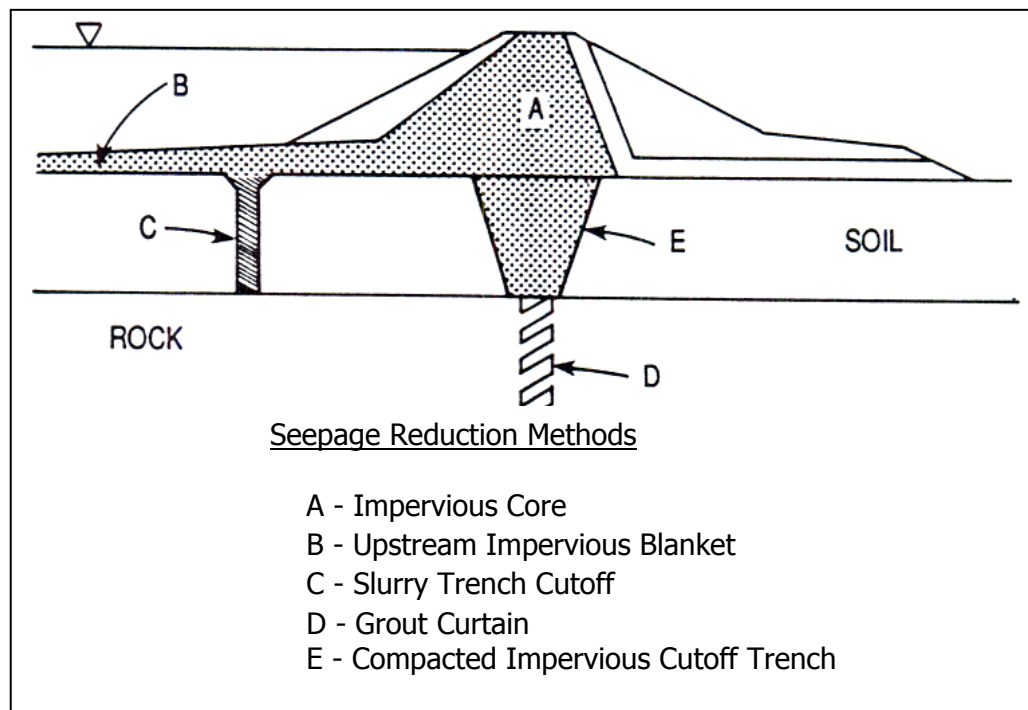 B
A
C
E
SOIL
ROCK
D
Seepage Reduction Methods
A - Impervious Core
B - Upstream Impervious Blanket
C - Slurry Trench Cutoff
D - Grout Curtain
E - Compacted Impervious Cutoff Trench